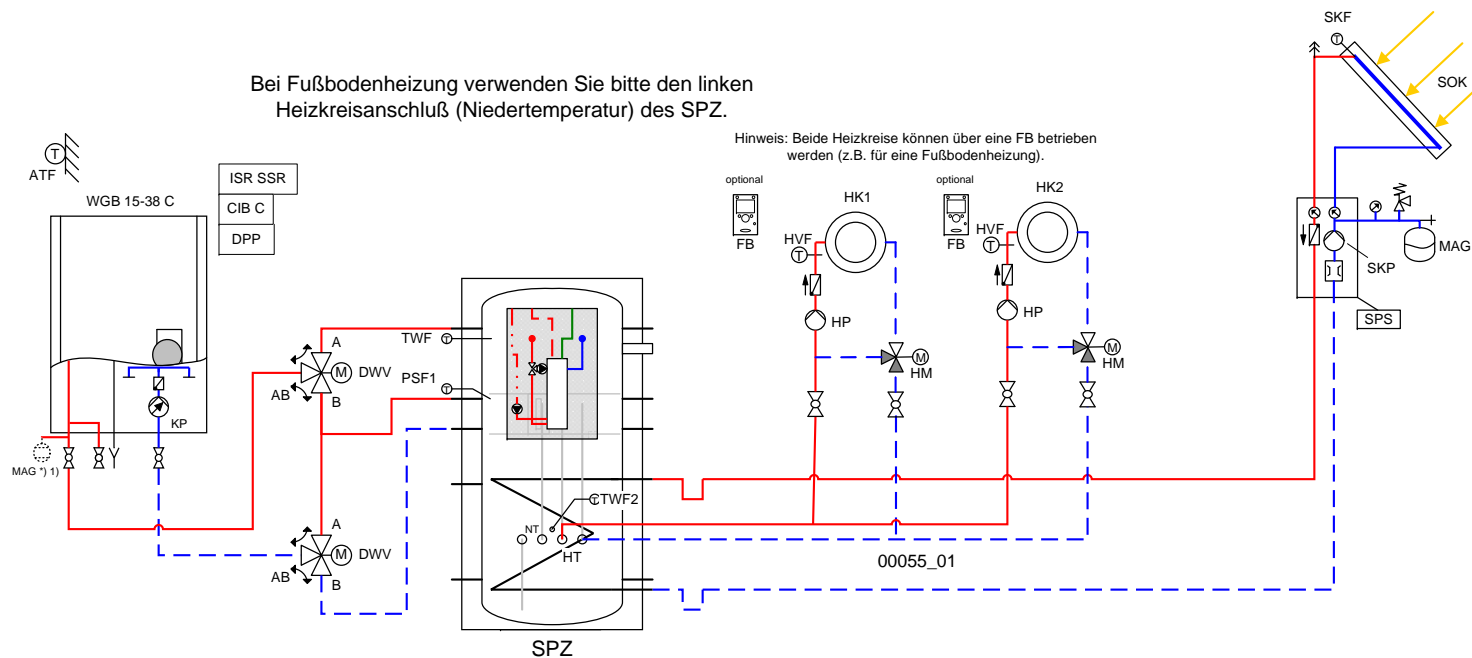 Bei Fußbodenheizung verwenden Sie bitte den linken
Heizkreisanschluß (Niedertemperatur) des SPZ.
Hinweis: Beide Heizkreise können über eine FB betrieben
werden (z.B. für eine Fußbodenheizung).
SKF
T
SOK
T
ATF
ISR SSR
CIB C
DPP
WGB 15-38 C
optional
FB
HK1
optional
FB
HK2
HVF
T
HVF
T
MAG
SKP
SPS
HP
HP
M
HM
M
HM
A
M
DWV
AB
B
TWF
T
PSF1
T
KP
MAG *) 1)
A
M
DWV
AB
B
CTWF2
T
NT
HT
00055_01
SPZ